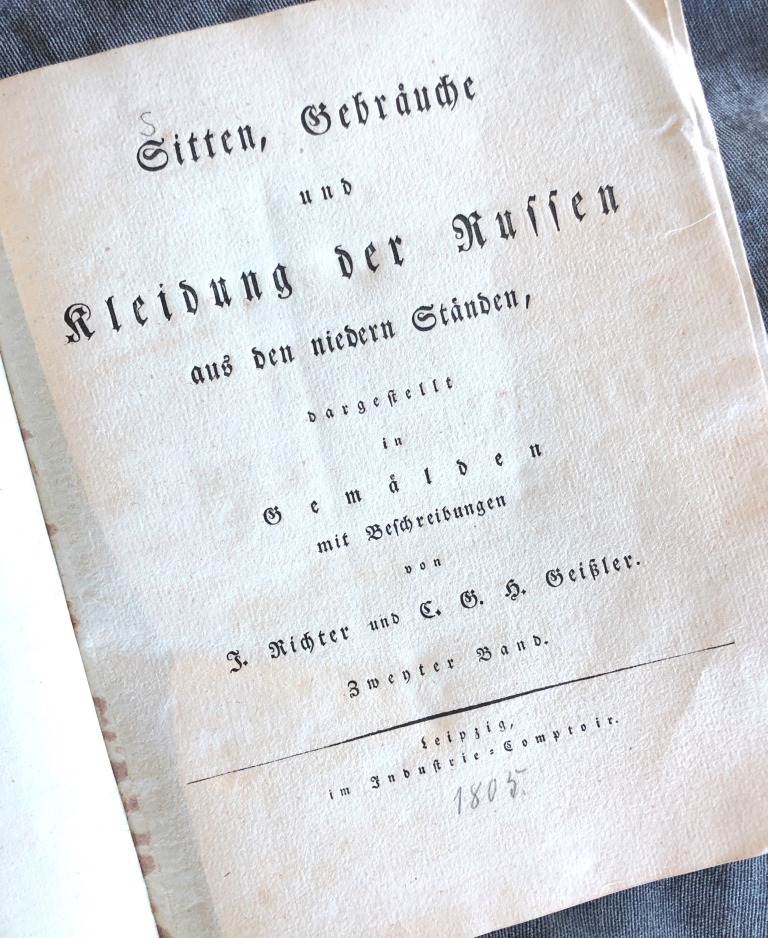 S
Sitten, Gebräuche
und
Kleidung der Russen
aus den niedern Ständen,
dargestellt
in
Gemälden
mit Beschreibungen
von
J. Richter und C. G. H. Geißler.
Zweyter Band.
Leipzig,
im Industrie-Comptoir.
1805.